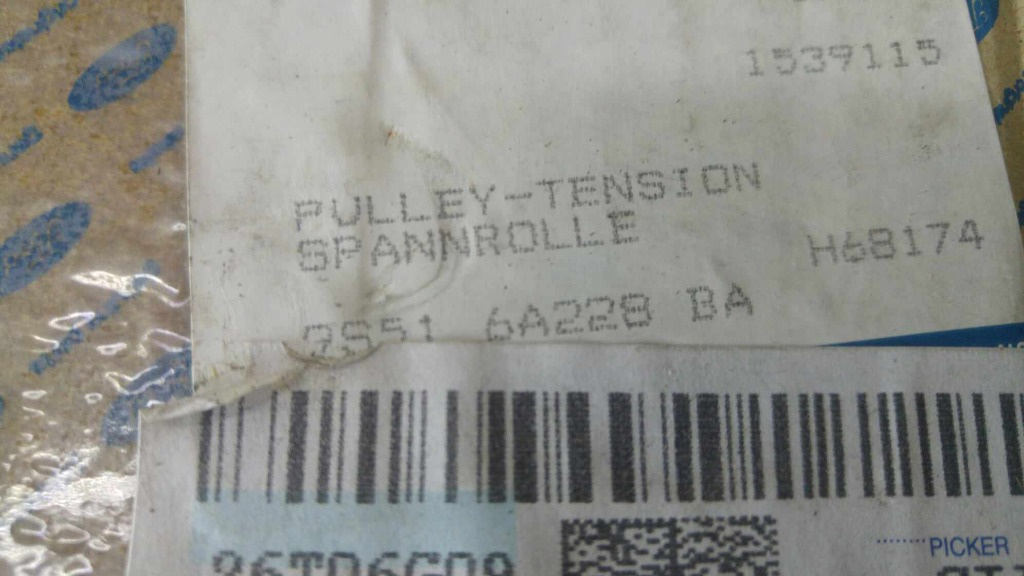 1539115
PULLEY-TENSION
SPANNROLLE
H68174
6A228 BA
PICKER